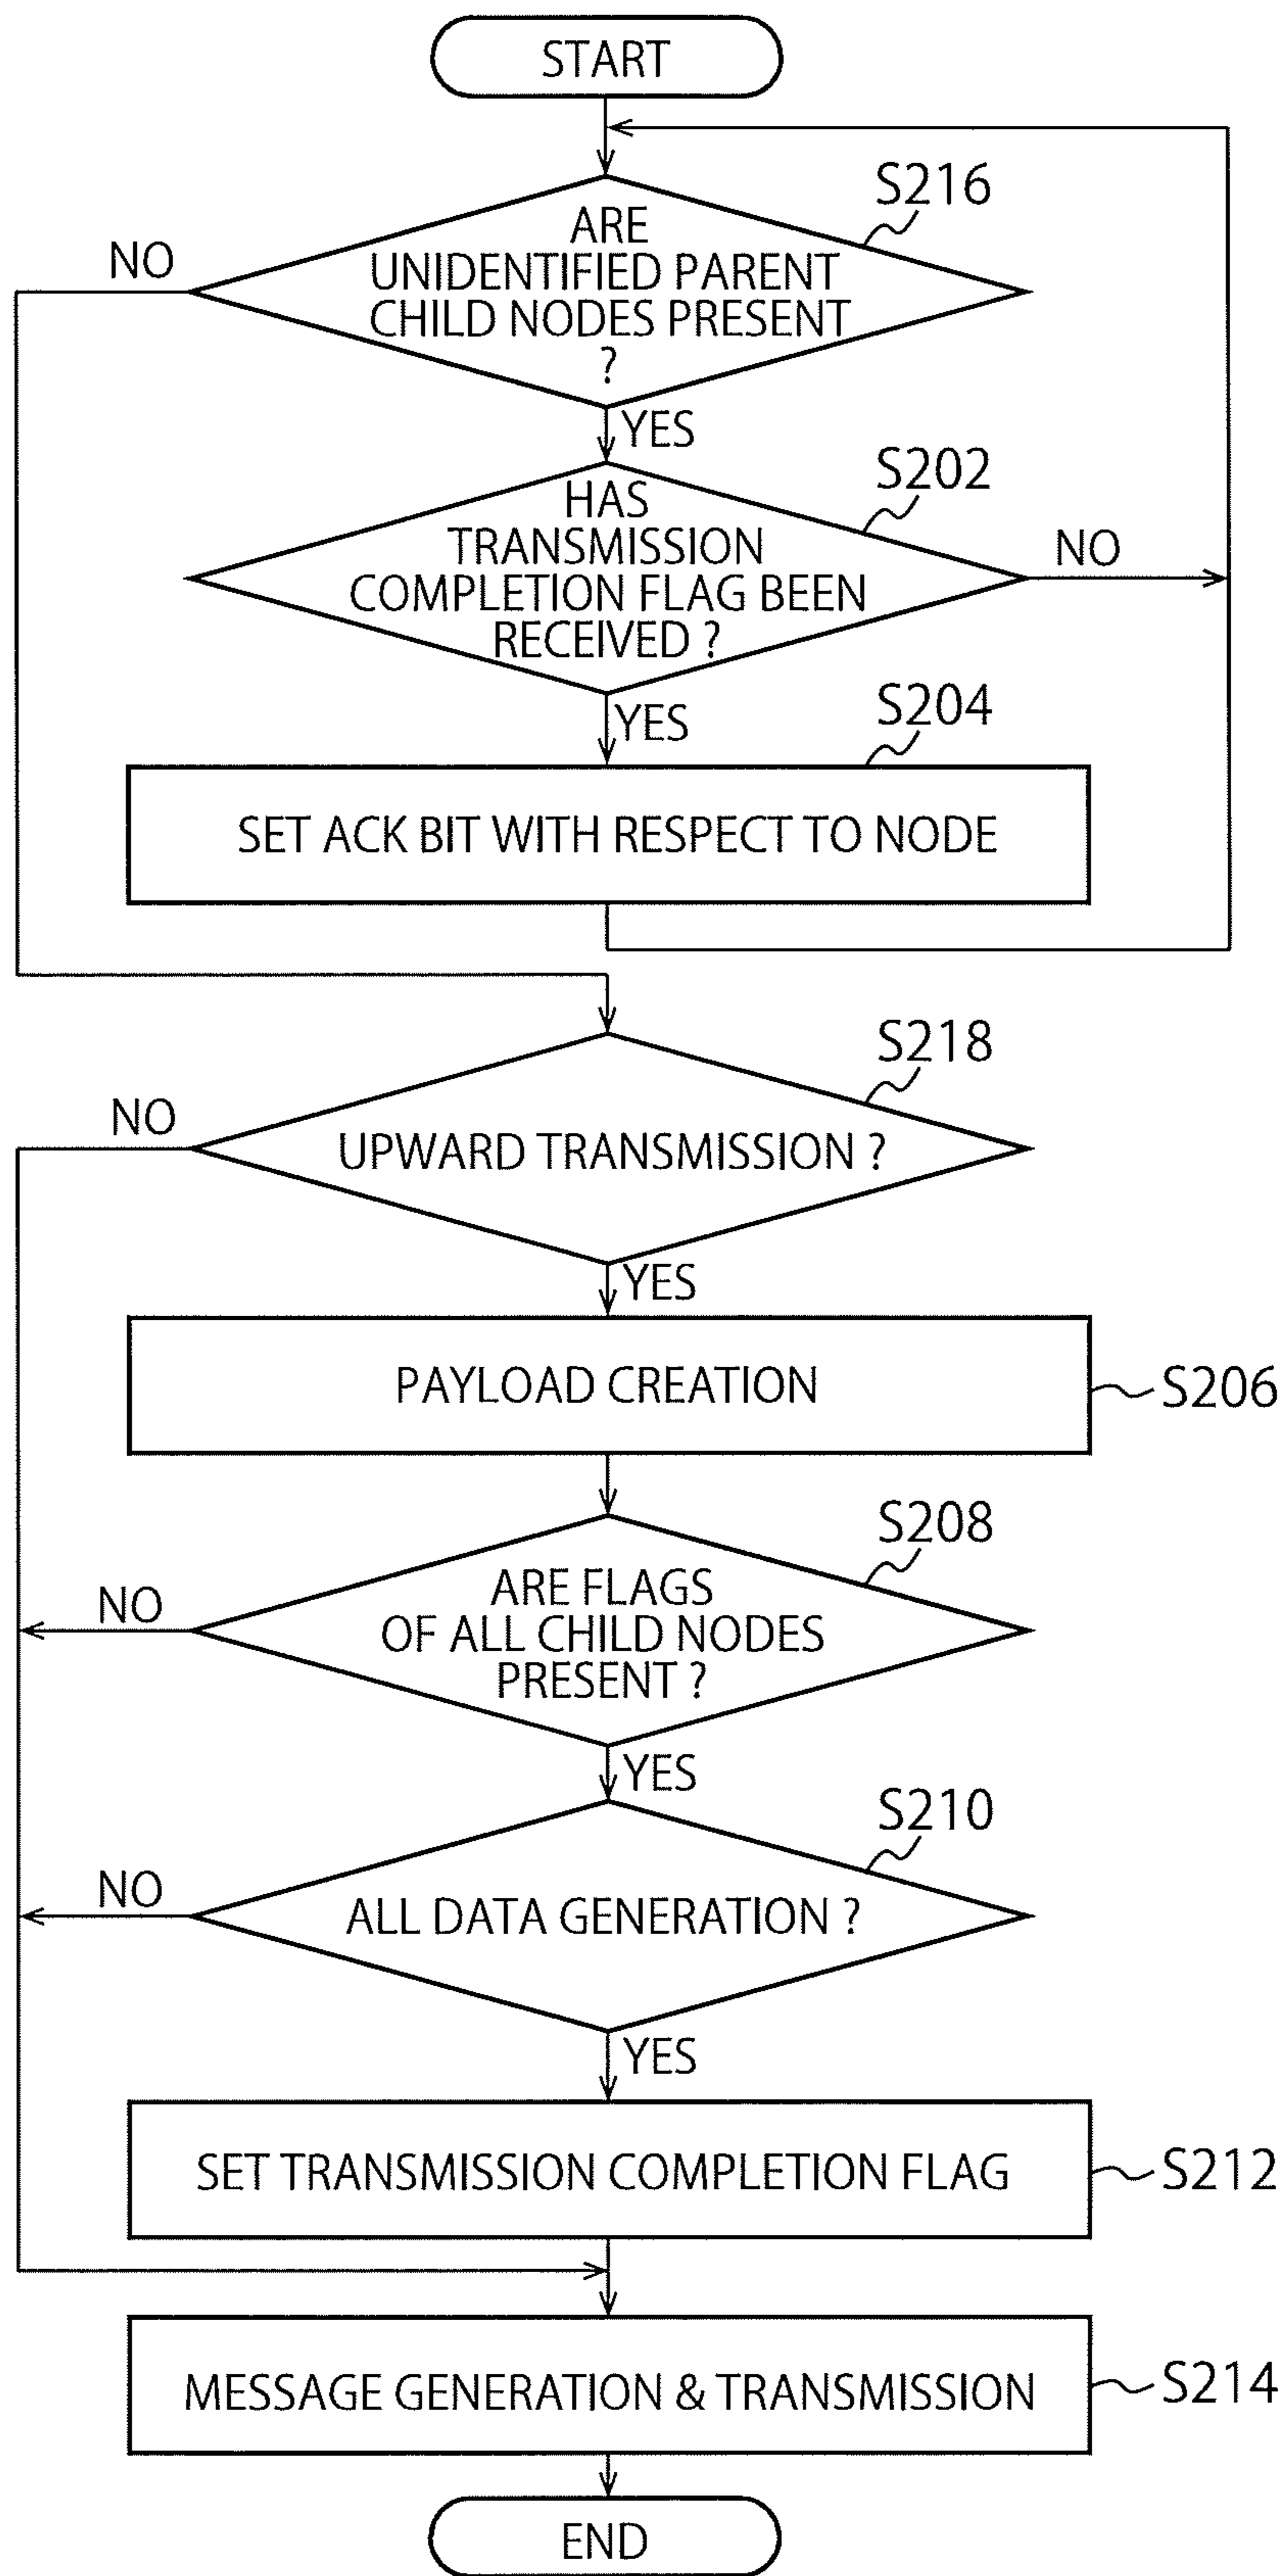 START
S216
NO
ARE
UNIDENTIFIED PARENT
CHILD NODES PRESENT
?
YES
S202
HAS
TRANSMISSION
COMPLETION FLAG BEEN
RECEIVED ?
NO
YES
S204
SET ACK BIT WITH RESPECT TO NODE
S218
NO
UPWARD TRANSMISSION ?
YES
PAYLOAD CREATION
S206
S208
ARE FLAGS
OF ALL CHILD NODES
PRESENT ?
NO
YES
S210
NO
ALL DATA GENERATION ?
YES
SET TRANSMISSION COMPLETION FLAG
S212
MESSAGE GENERATION & TRANSMISSION
S214
END